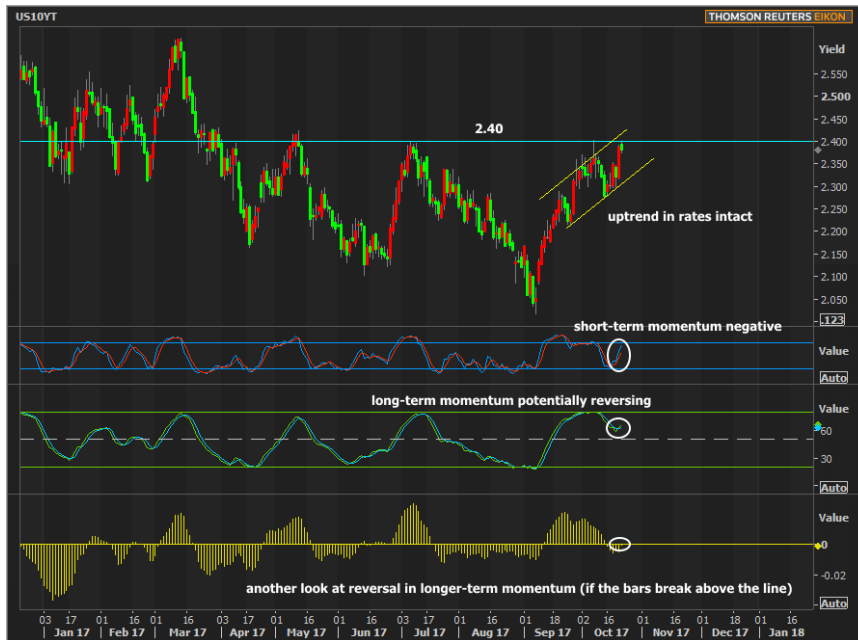 US10YT
THOMSON REUTERS EIKON
Yield
2.550
2.500
2.450
2.40
2.400
2.350
2.300
uptrend in rates intact
2.250
2.200
2.150
2.100
2.050
.123
short-term momentum negative
Value
Auto
long-term momentum potentially reversing
Value
60
30
Auto
Value
0
-0.02
another look at reversal in longer-term momentum (if the bars break above the line)
Auto
03 17 01 16 01 16 03 17 01 16 01 16 03 17 01 16 01 18 02 16 01 16 01 18 01 16
Jan 17 Feb 17 Mar 17 Apr 17 May 17 Jun 17 Jul 17 Aug 17 Sep 17 Oct 17 Nov 17 Dec 17 Jan 18